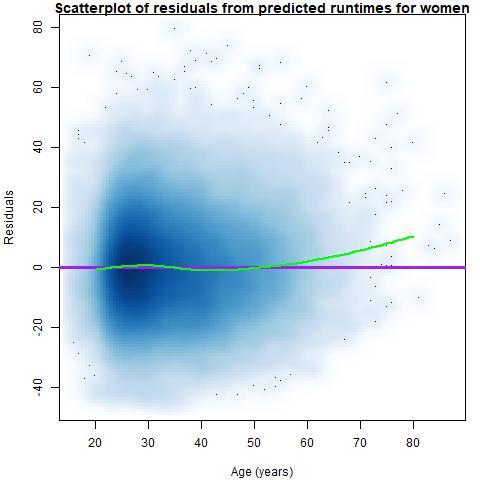 Scatterplot of residuals from predicted runtimes for women
80
60
40
20
0
-20
-40
Residuals
20 30 40 50 60 70 80
Age (years)